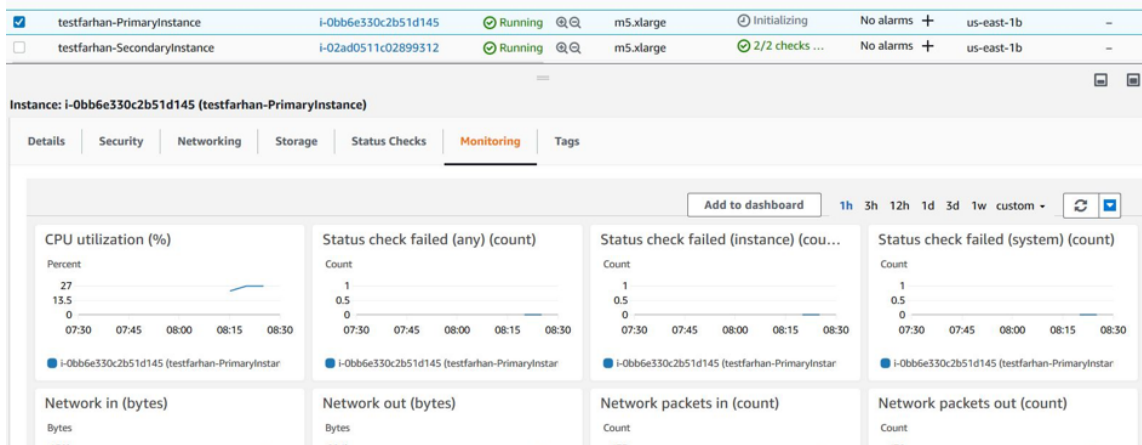 testfarhan-PrimaryInstance i-0bb6e330c2b51d145 Running m5.xlarge Initializing No alarms + us-east-1b –
testfarhan-SecondaryInstance i-02ad0511c02899312 Running m5.xlarge 2/2 checks ... No alarms + us-east-1b –
Instance: i-0bb6e330c2b51d145 (testfarhan-PrimaryInstance)
Details Security Networking Storage Status Checks Monitoring Tags
Add to dashboard 1h 3h 12h 1d 3d 1w custom
CPU utilization (%) Status check failed (any) (count) Status check failed (instance) (cou... Status check failed (system) (count)
Percent Count Count Count
27 1 1 1
13.5 0.5 0.5 0.5
0 0 0 0
07:30 07:45 08:00 08:15 08:30 07:30 07:45 08:00 08:15 08:30 07:30 07:45 08:00 08:15 08:30 07:30 07:45 08:00 08:15 08:30
i-0bb6e330c2b51d145 (testfarhan-PrimaryInstar i-0bb6e330c2b51d145 (testfarhan-PrimaryInstar i-0bb6e330c2b51d145 (testfarhan-PrimaryInstar i-0bb6e330c2b51d145 (testfarhan-PrimaryInstar
Network in (bytes) Network out (bytes) Network packets in (count) Network packets out (count)
Bytes Bytes Count Count